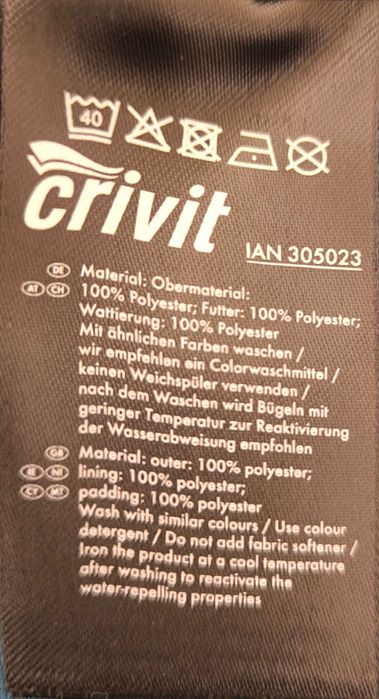 40
crivit
IAN 305023
DE Material: Obermaterial:
AT CH 100% Polyester; Futter: 100% Polyester;
Wattierung: 100% Polyester
Mit ähnlichen Farben waschen /
wir empfehlen ein Colorwaschmittel /
keinen Weichspüler verwenden /
nach dem Waschen wird Bügeln mit
geringer Temperatur zur Reaktivierung
der Wasserabweisung empfohlen
GB Material: outer: 100% polyester;
IE NI lining: 100% polyester;
CY MT padding: 100% polyester
Wash with similar colours / Use colour
detergent / Do not add fabric softener /
Iron the product at a cool temperature
after washing to reactivate the
water-repelling properties